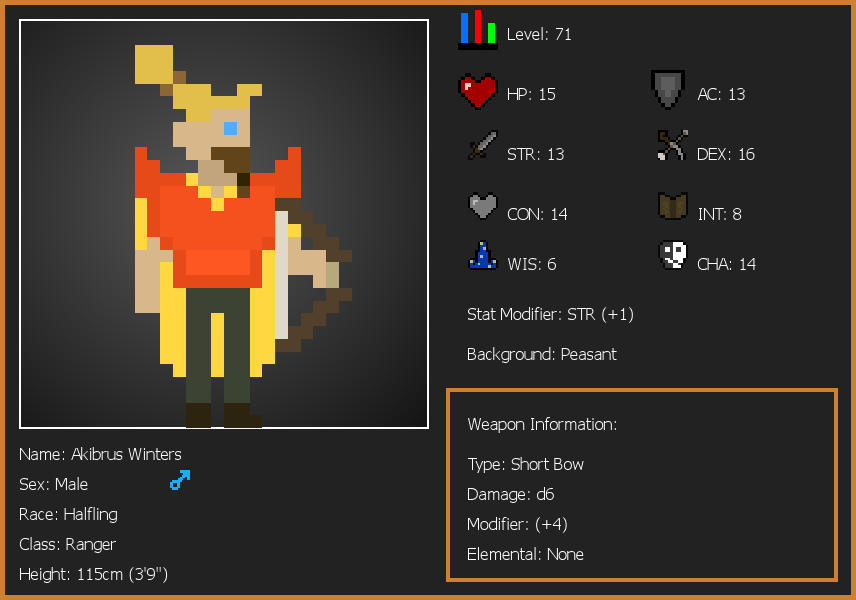 Level: 71
HP: 15
AC: 13
STR: 13
DEX: 16
CON: 14
INT: 8
WIS: 6
CHA: 14
Stat Modifier: STR (+1)
Background: Peasant
Weapon Information:
Type: Short Bow
Damage: d6
Modifier: (+4)
Elemental: None
Name: Akibrus Winters
Sex: Male
Race: Halfling
Class: Ranger
Height: 115cm (3'9")